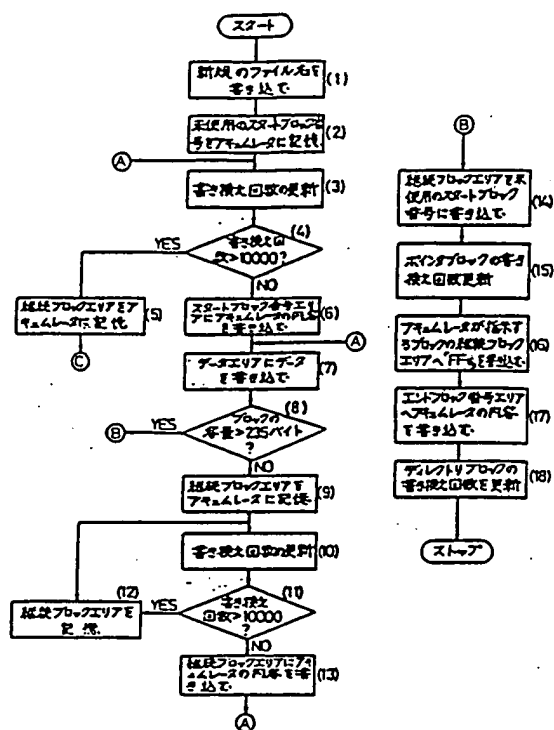 スタート
新規のファイル名を
書き込て.
(1)
未使用のスタートブロック番
号をアキュムレータに記憶
(2)
A
書き換え回数の更新
(3)
(4)
書き換え回
数>10000?
YES
NO
継続ブロックエリアをア
キュムレータに記憶
(5)
C
スタートブロック番号エリア
にアキュムレータの内容
を書き込て.
(6)
A
データエリアにデータ
を書き込て.
(7)
(8)
ブロックの
容量>235バイト
?
YES
B
NO
継続ブロックエリアを
アキュムレータに記憶.
(9)
書き換え回数の更新
(10)
(11)
書き換え
回数>10000
?
YES
(12)
継続ブロックエリアを
記憶.
NO
継続ブロックエリアにアキ
ュムレータの内容を書
き込て.
(13)
A
B
継続ブロックエリアを未
使用のスタートブロック
番号に書き込て.
(14)
ポインタブロックの書き
換え回数更新
(15)
アキュムレータが指示す
るブロックの継続ブロック
エリアへ"FFH"を書き込て.
(16)
エンドブロック番号エリア
へアキュムレータの内容
を書き込て.
(17)
ディレクトリブロックの
書き換え回数を更新
(18)
ストップ